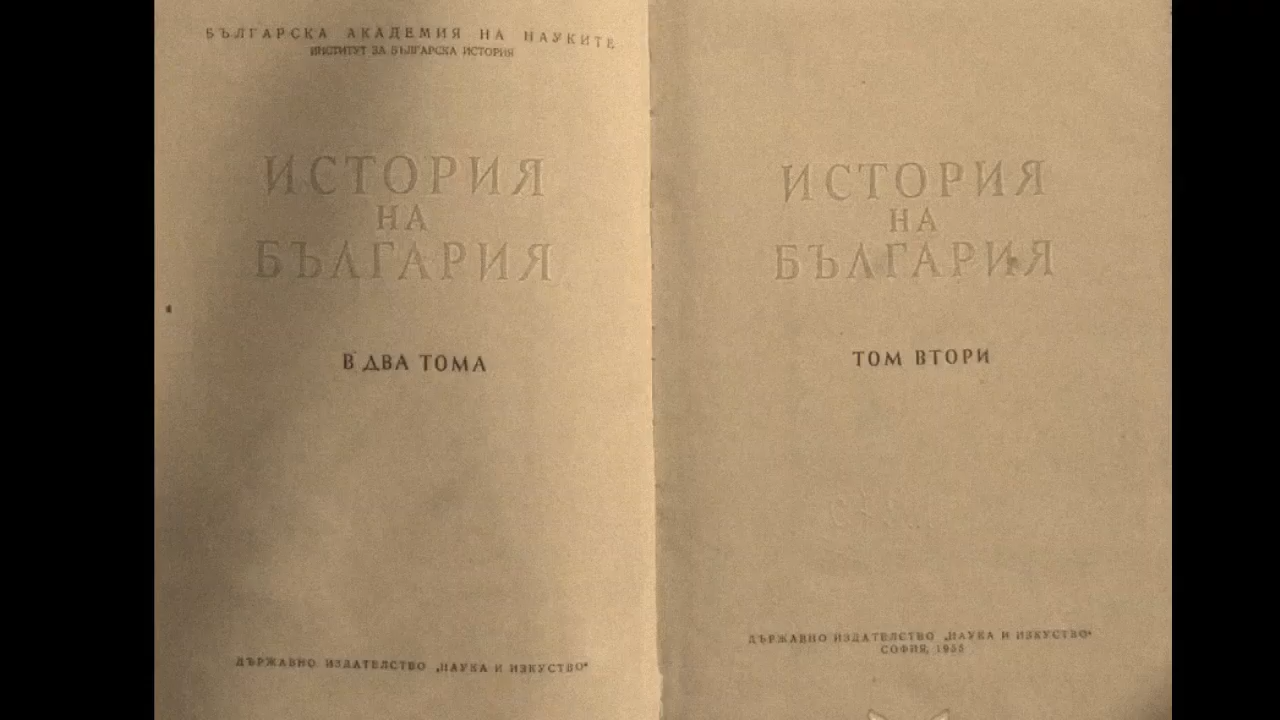 БЪЛГАРСКА АКАДЕМИЯ НА НАУКИТЕ
ИНСТИТУТ ЗА БЪЛГАРСКА ИСТОРИЯ
ИСТОРИЯ
НА
БЪЛГАРИЯ
В ДВА ТОМА
ДЪРЖАВНО ИЗДАТЕЛСТВО „НАУКА И ИЗКУСТВО"
ИСТОРИЯ
НА
БЪЛГАРИЯ
ТОМ ВТОРИ
ДЪРЖАВНО ИЗДАТЕЛСТВО „НАУКА И ИЗКУСТВО"
СОФИЯ, 1955